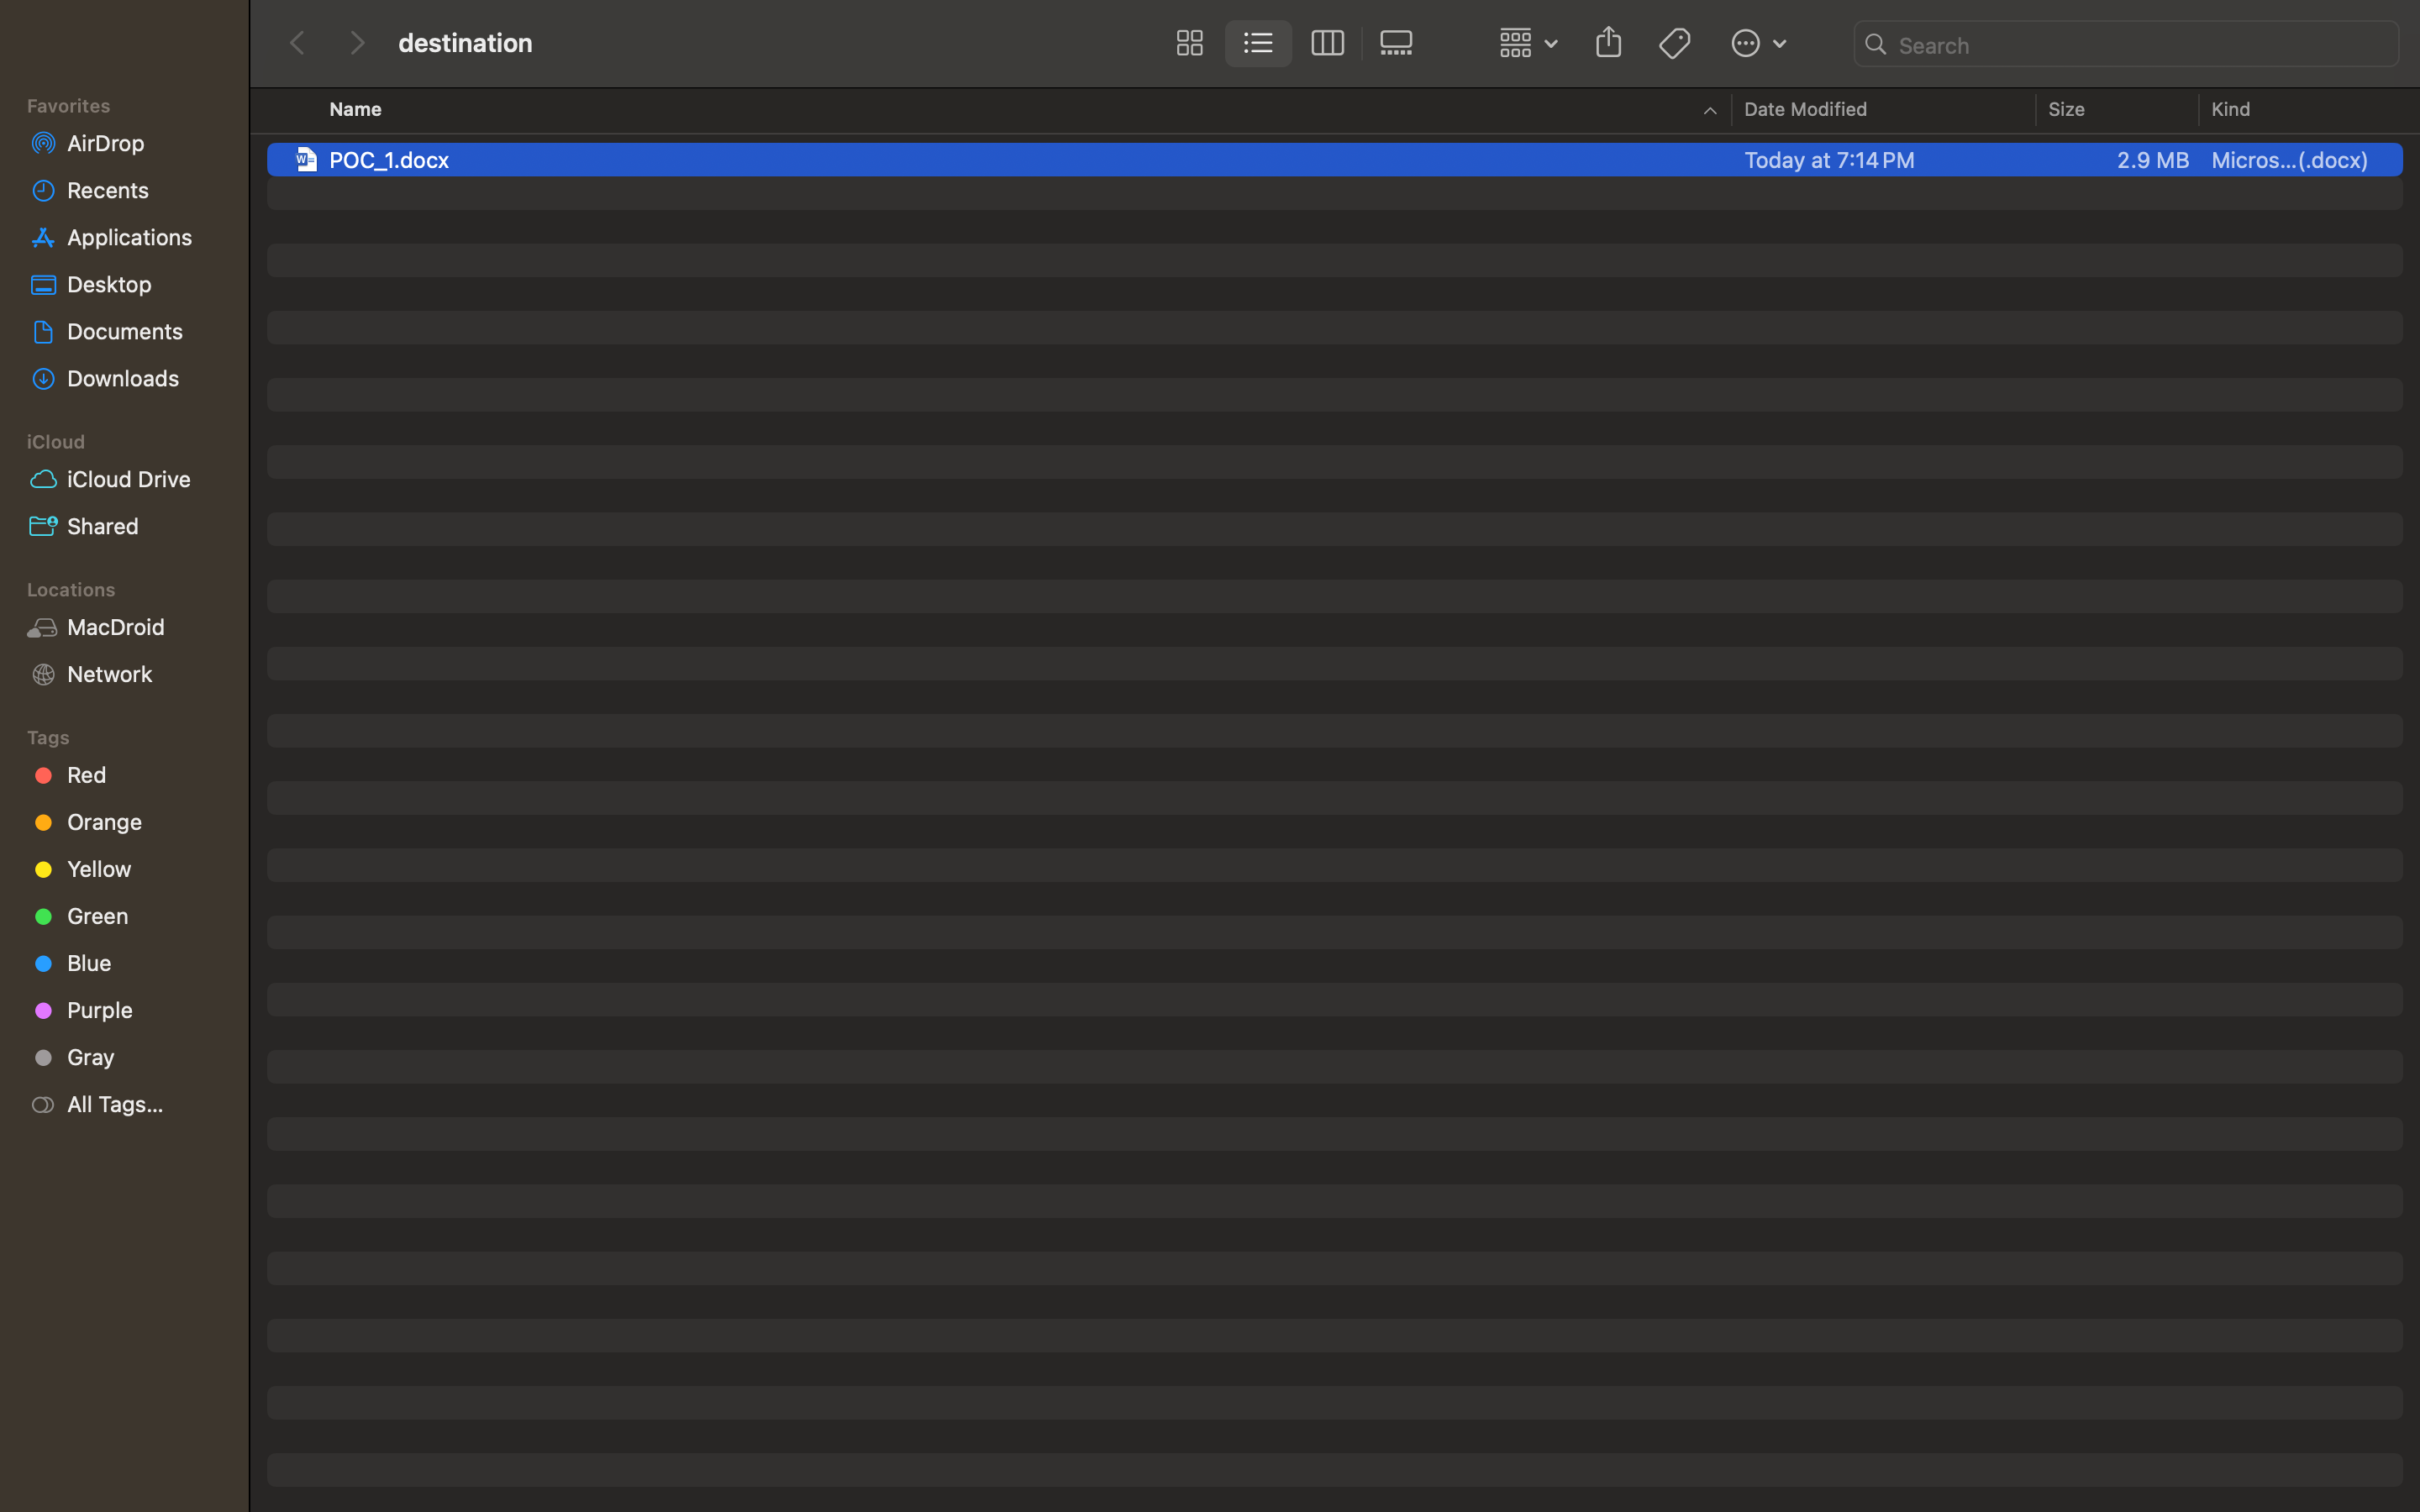 destination
Search
Favorites
AirDrop
Recents
Applications
Desktop
Documents
Downloads
iCloud
iCloud Drive
Shared
Locations
MacDroid
Network
Tags
Red
Orange
Yellow
Green
Blue
Purple
Gray
All Tags...
Name Date Modified Size Kind
POC_1.docx Today at 7:14 PM 2.9 MB Micros...(.docx)